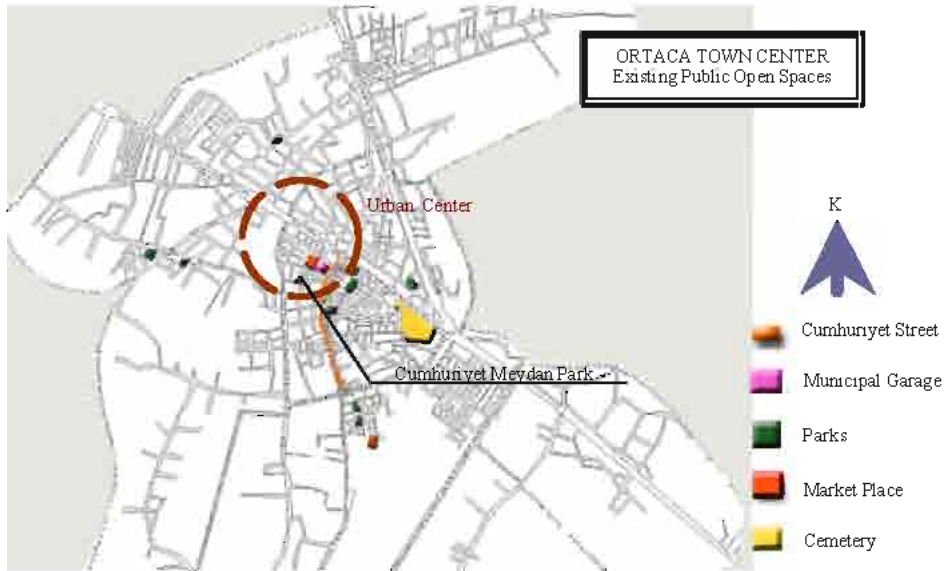 ORTACA TOWN CENTER
Existing Public Open Spaces
Urban Center
K
Cumhuriyet Street
Municipal Garage
Cumhuriyet Meydan Park
Parks
Market Place
Cemetery